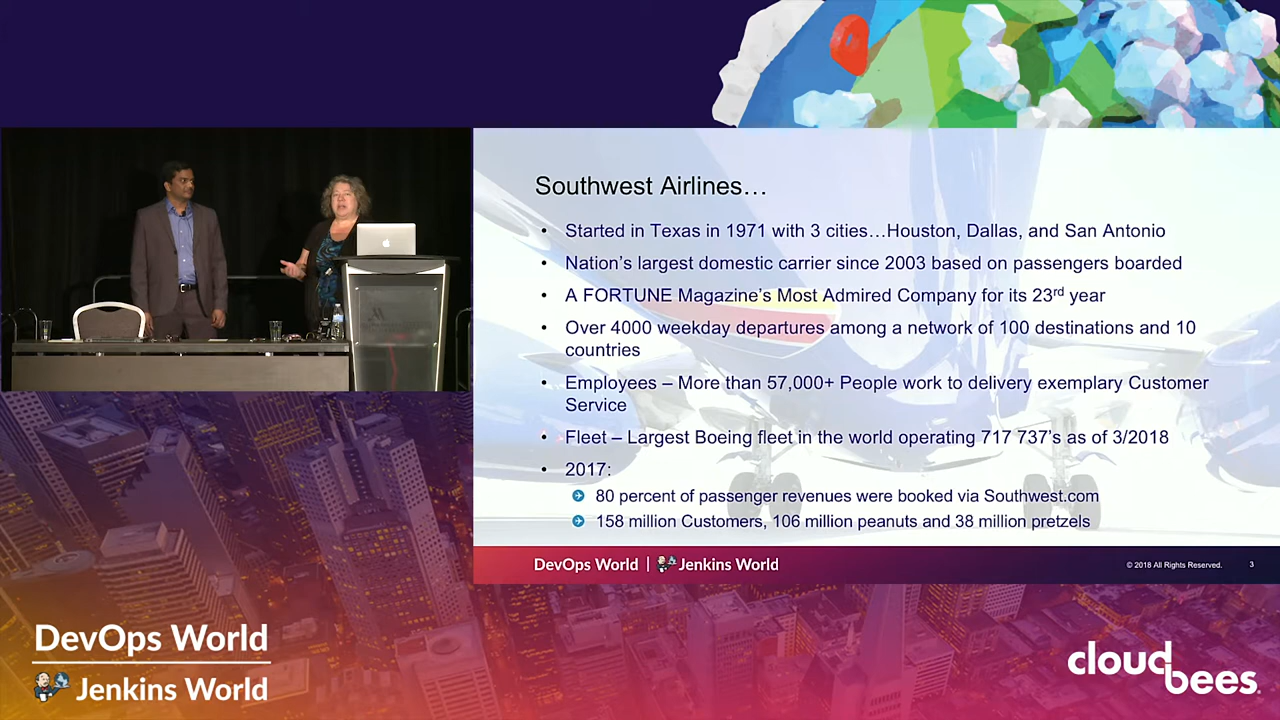 Southwest Airlines…
• Started in Texas in 1971 with 3 cities…Houston, Dallas, and San Antonio
• Nation's largest domestic carrier since 2003 based on passengers boarded
• A FORTUNE Magazine's Most Admired Company for its 23rd year
• Over 4000 weekday departures among a network of 100 destinations and 10
countries
• Employees – More than 57,000+ People work to delivery exemplary Customer
Service
• Fleet – Largest Boeing fleet in the world operating 717 737's as of 3/2018
• 2017:
80 percent of passenger revenues were booked via Southwest.com
158 million Customers, 106 million peanuts and 38 million pretzels
DevOps World | Jenkins World
© 2018 All Rights Reserved. 3
DevOps World
Jenkins World
cloudbees.